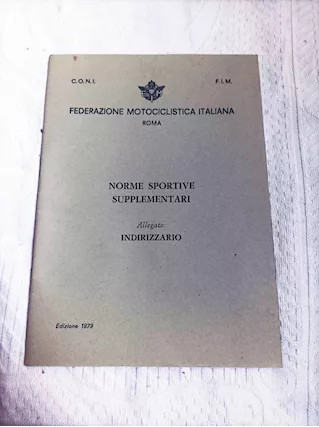 C.O.N.I.
F.I.M.
FEDERAZIONE MOTOCICLISTICA ITALIANA
ROMA
NORME SPORTIVE
SUPPLEMENTARI
Allegato:
INDIRIZZARIO
Edizione 1979